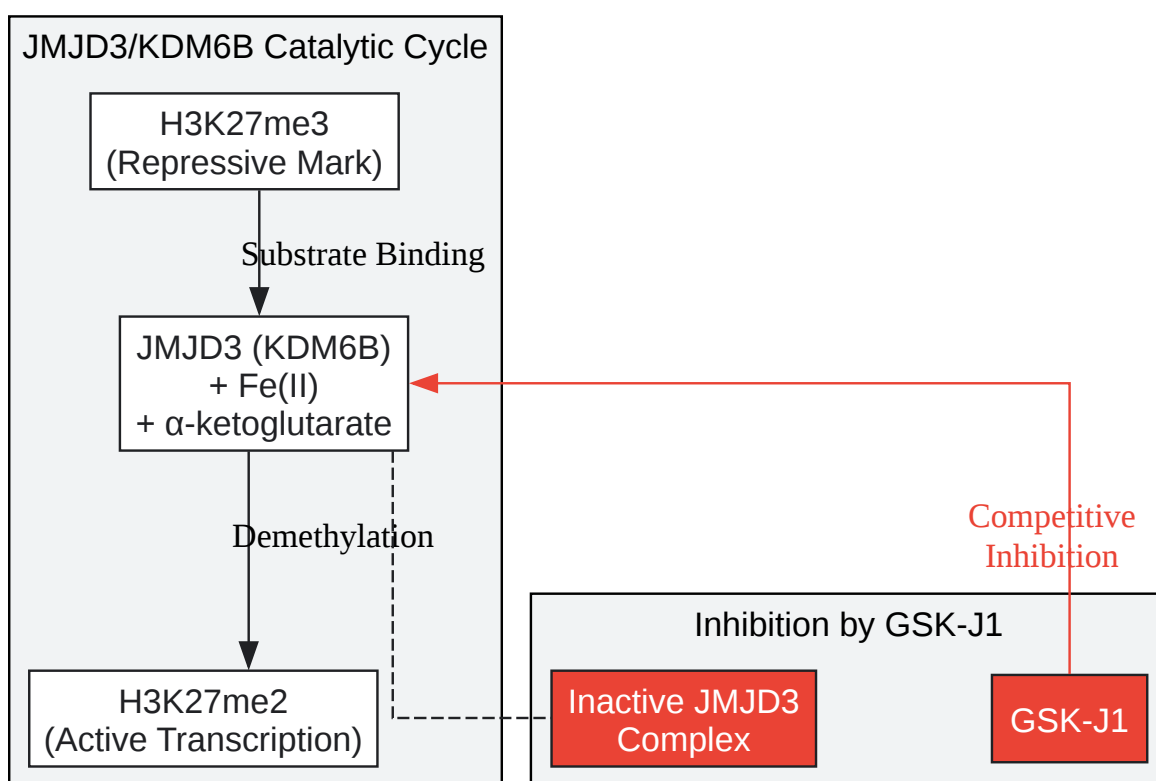 JMJD3/KDM6B Catalytic Cycle
H3K27me3
(Repressive Mark)
Substrate Binding
JMJD3 (KDM6B)
+ Fe(II)
+ α-ketoglutarate
Demethylation
H3K27me2
(Active Transcription)
Competitive
Inhibition
Inhibition by GSK-J1
Inactive JMJD3
Complex
GSK-J1